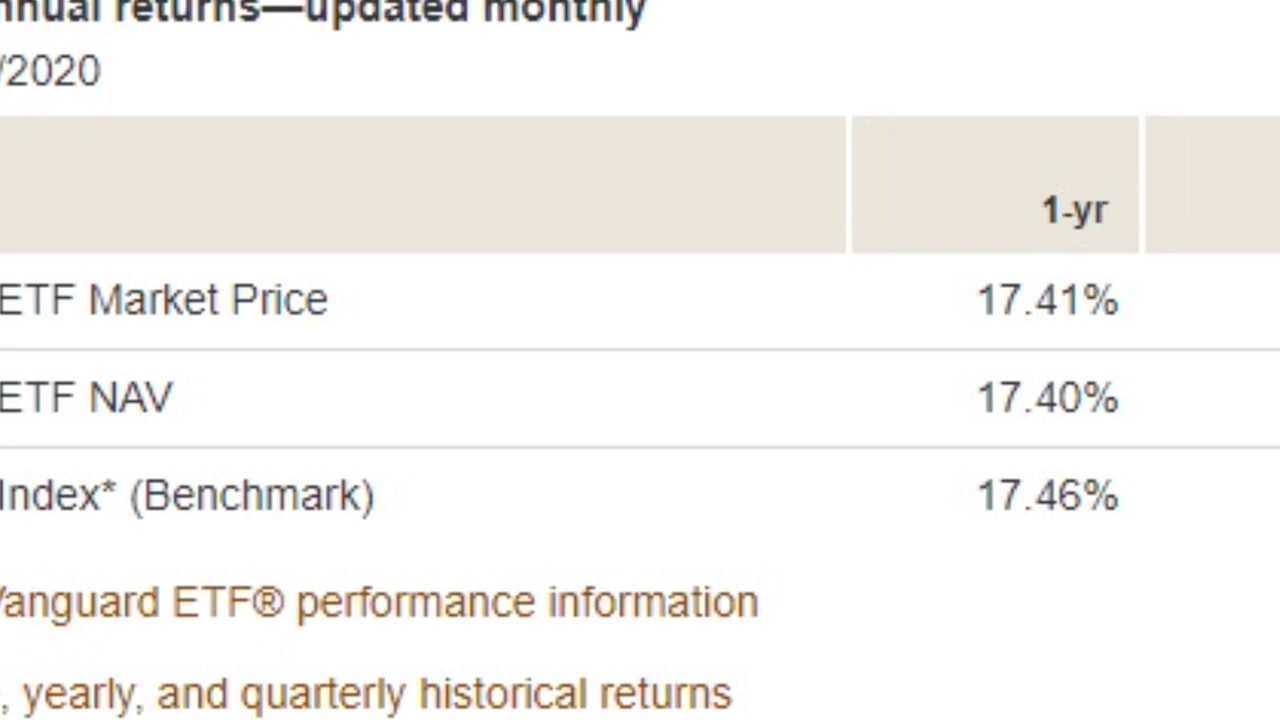 nnual returns—updated monthly
/2020
1-yr
ETF Market Price 17.41%
ETF NAV 17.40%
Index* (Benchmark) 17.46%
Vanguard ETF® performance information
, yearly, and quarterly historical returns